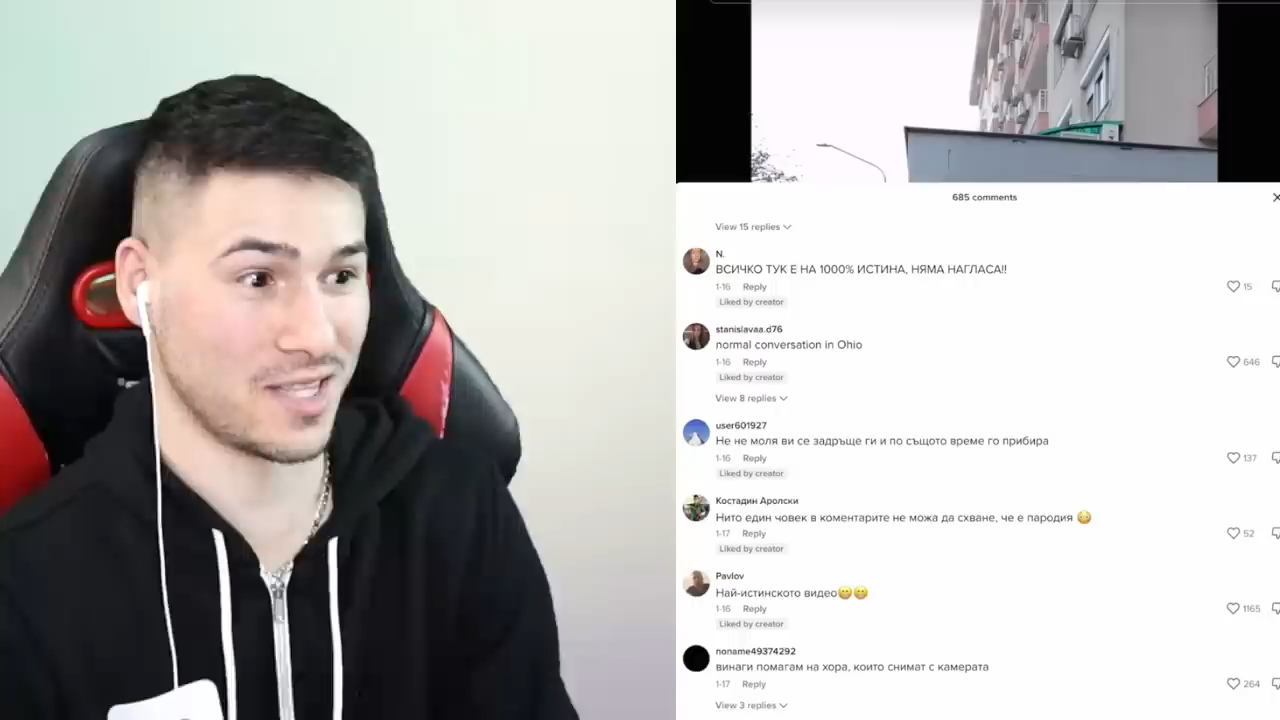 685 comments
View 15 replies
N.
ВСИЧКО ТУК Е НА 1000% ИСТИНА, НЯМА НАГЛАСА!!
1-16 Reply
15
Liked by creator
stanislavaa.d76
normal conversation in Ohio
1-16 Reply
646
Liked by creator
View 8 replies
user601927
Не не моля ви се задръще ги и по същото време го прибира
1-16 Reply
137
Liked by creator
Костадин Аролски
Нито един човек в коментарите не можа да схване, че е пародия 😳
1-17 Reply
52
Liked by creator
Pavlov
Най-истинското видео😁😁
1-16 Reply
1165
Liked by creator
noname49374292
винаги помагам на хора, които снимат с камерата
1-17 Reply
264
View 3 replies